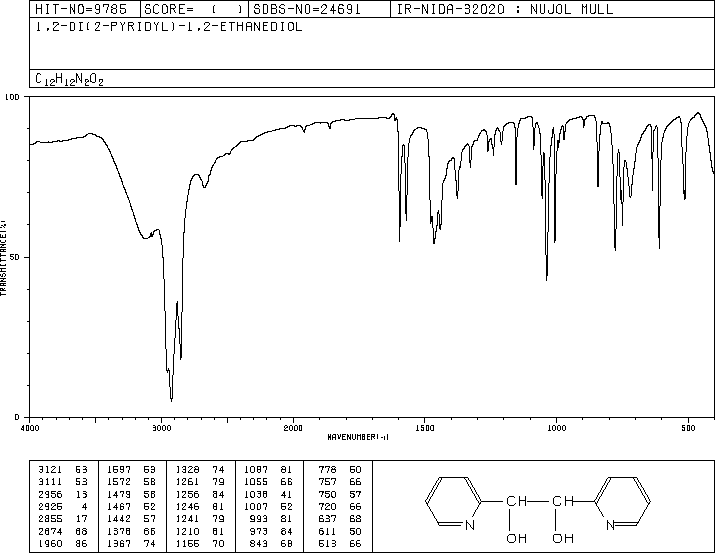 HIT-NO=9785 SCORE= ( ) SDBS-NO=24691 IR-NIDA-32020 : NUJOL MULL
1,2-DI(2-PYRIDYL)-1,2-ETHANEDIOL
C12H12N2O2
100
50
0
TRANSMITTANCE(%)
4000 3000 2000 1500 1000 500
WAVENUMBER(-1)
3121 53 1597 53 1328 74 1087 81 778 50
3111 53 1572 58 1261 79 1055 66 757 66
2956 13 1479 58 1256 84 1038 41 750 57
2925 4 1467 52 1246 81 1007 52 720 66
2855 17 1442 57 1241 79 993 81 637 68
2674 68 1378 66 1210 81 973 84 611 50
1960 86 1367 74 1155 70 843 68 513 66
CH CH
N OH OH N